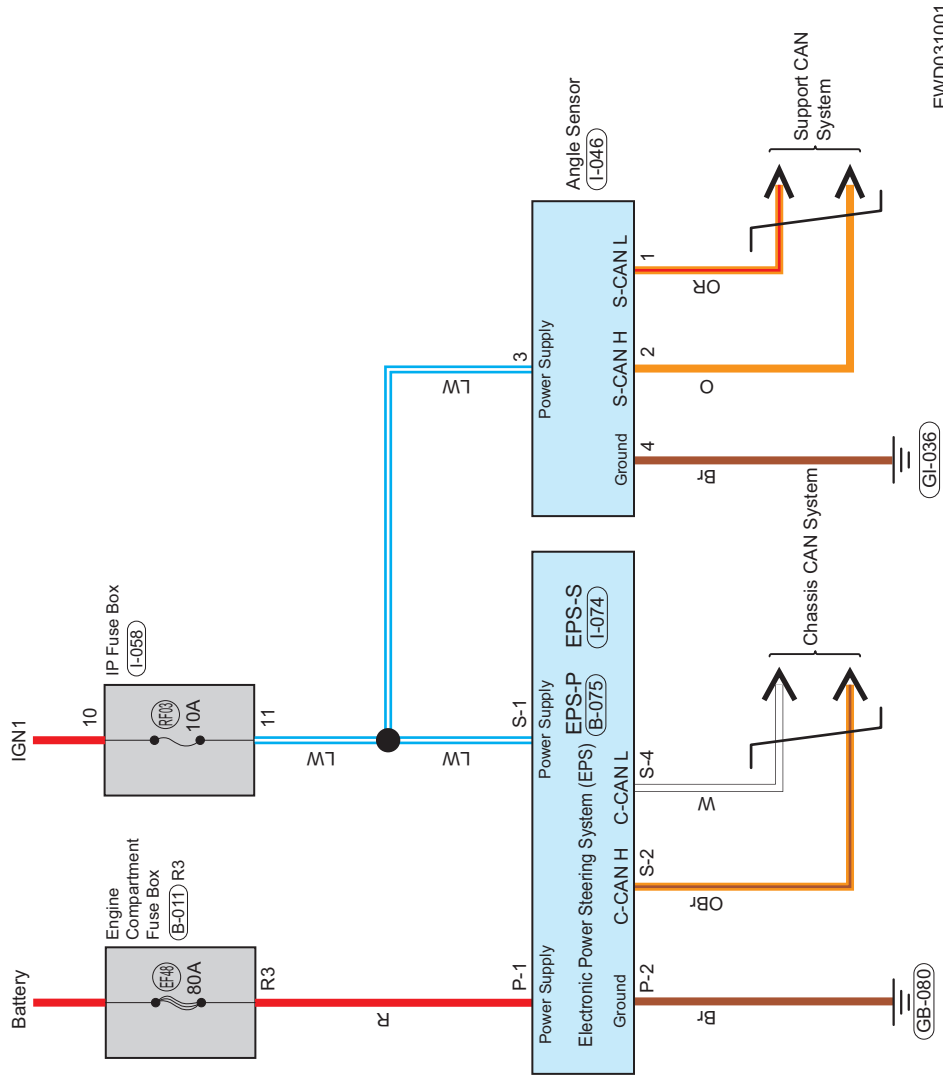 Battery
IGN1
Engine
Compartment
Fuse Box
B-011 R3
EF48
80A
R3
IP Fuse Box
I-058
10
RF03
10A
11
R
LW
LW
LW
P-1
S-1
3
Power Supply
Power Supply
EPS-P
B-075
EPS-S
I-074
Electronic Power Steering System (EPS)
Ground
C-CAN H
C-CAN L
P-2
S-2
S-4
Br
OBr
W
GB-080
Chassis CAN System
Angle Sensor
I-046
Power Supply
Ground
S-CAN H
S-CAN L
4
2
1
Br
O
OR
GI-036
Support CAN
System
EWD031001